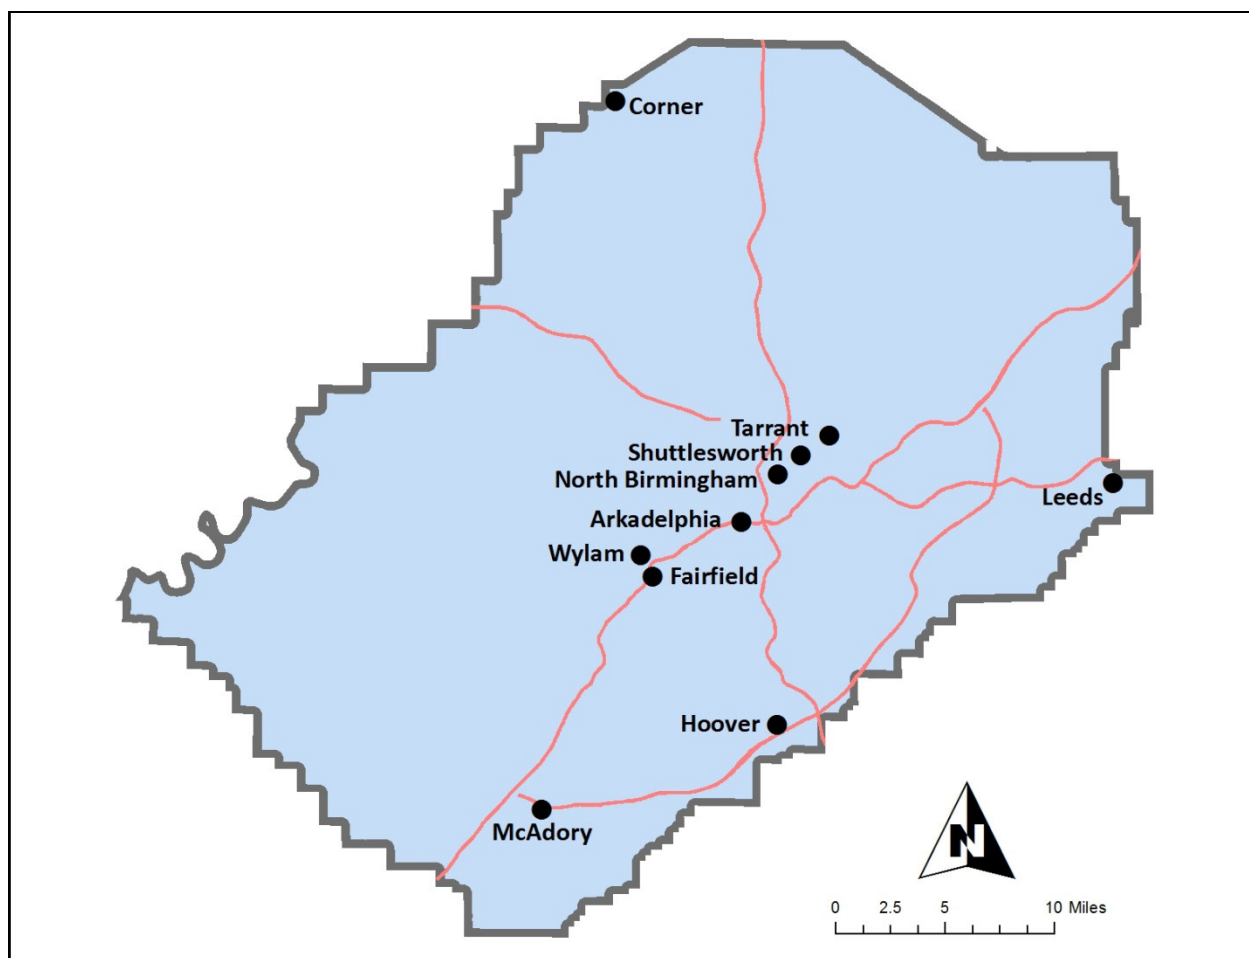 Corner
Tarrant
Shuttlesworth
North Birmingham
Leeds
Arkadelphia
Wylam
Fairfield
Hoover
McAdory
N
0 2.5 5 10 Miles